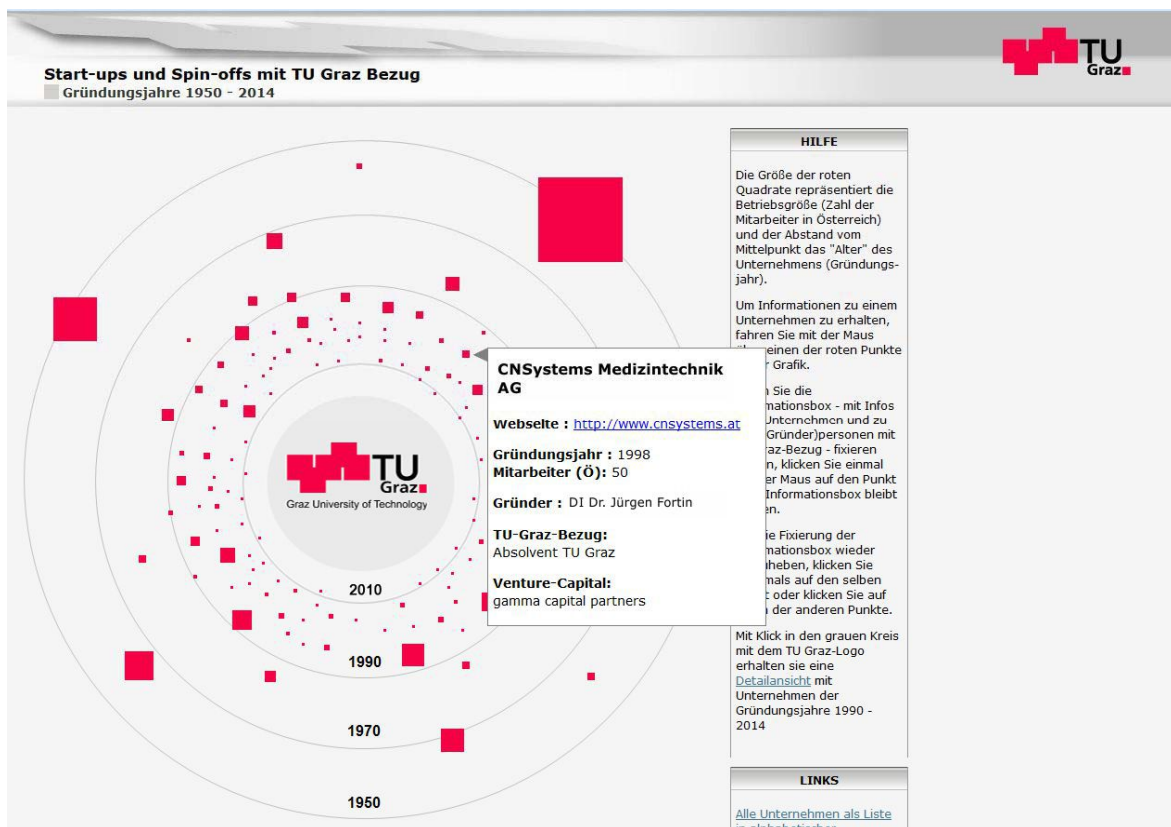 TU
Graz
Start-ups und Spin-offs mit TU Graz Bezug
Gründungsjahre 1950 - 2014
TU
Graz
Graz University of Technology
2010
1990
1970
1950
CNSystems Medizintechnik
AG
Webseite : http://www.cnsystems.at
Gründungsjahr : 1998
Mitarbeiter (Ö): 50
Gründer : DI Dr. Jürgen Fortin
TU-Graz-Bezug:
Absolvent TU Graz
Venture-Capital:
gamma capital partners
HILFE
Die Größe der roten
Quadrate repräsentiert die
Betriebsgröße (Zahl der
Mitarbeiter in Österreich)
und der Abstand vom
Mittelpunkt das "Alter" des
Unternehmens (Gründungs-
jahr).
Um Informationen zu einem
Unternehmen zu erhalten,
fahren Sie mit der Maus
einen der roten Punkte
Grafik.
Sie die
mit Infos
Unternehmen und zu
personen mit
Bezug - fixieren
klicken Sie einmal
Maus auf den Punkt
Informationsbox bleibt
Fixierung der
wieder
klicken Sie
auf den selben
oder klicken Sie auf
der anderen Punkte.
Mit Klick in den grauen Kreis
mit dem TU Graz-Logo
erhalten sie eine
Detailansicht mit
Unternehmen der
Gründungsjahre 1990 -
2014
LINKS
Alle Unternehmen als Liste